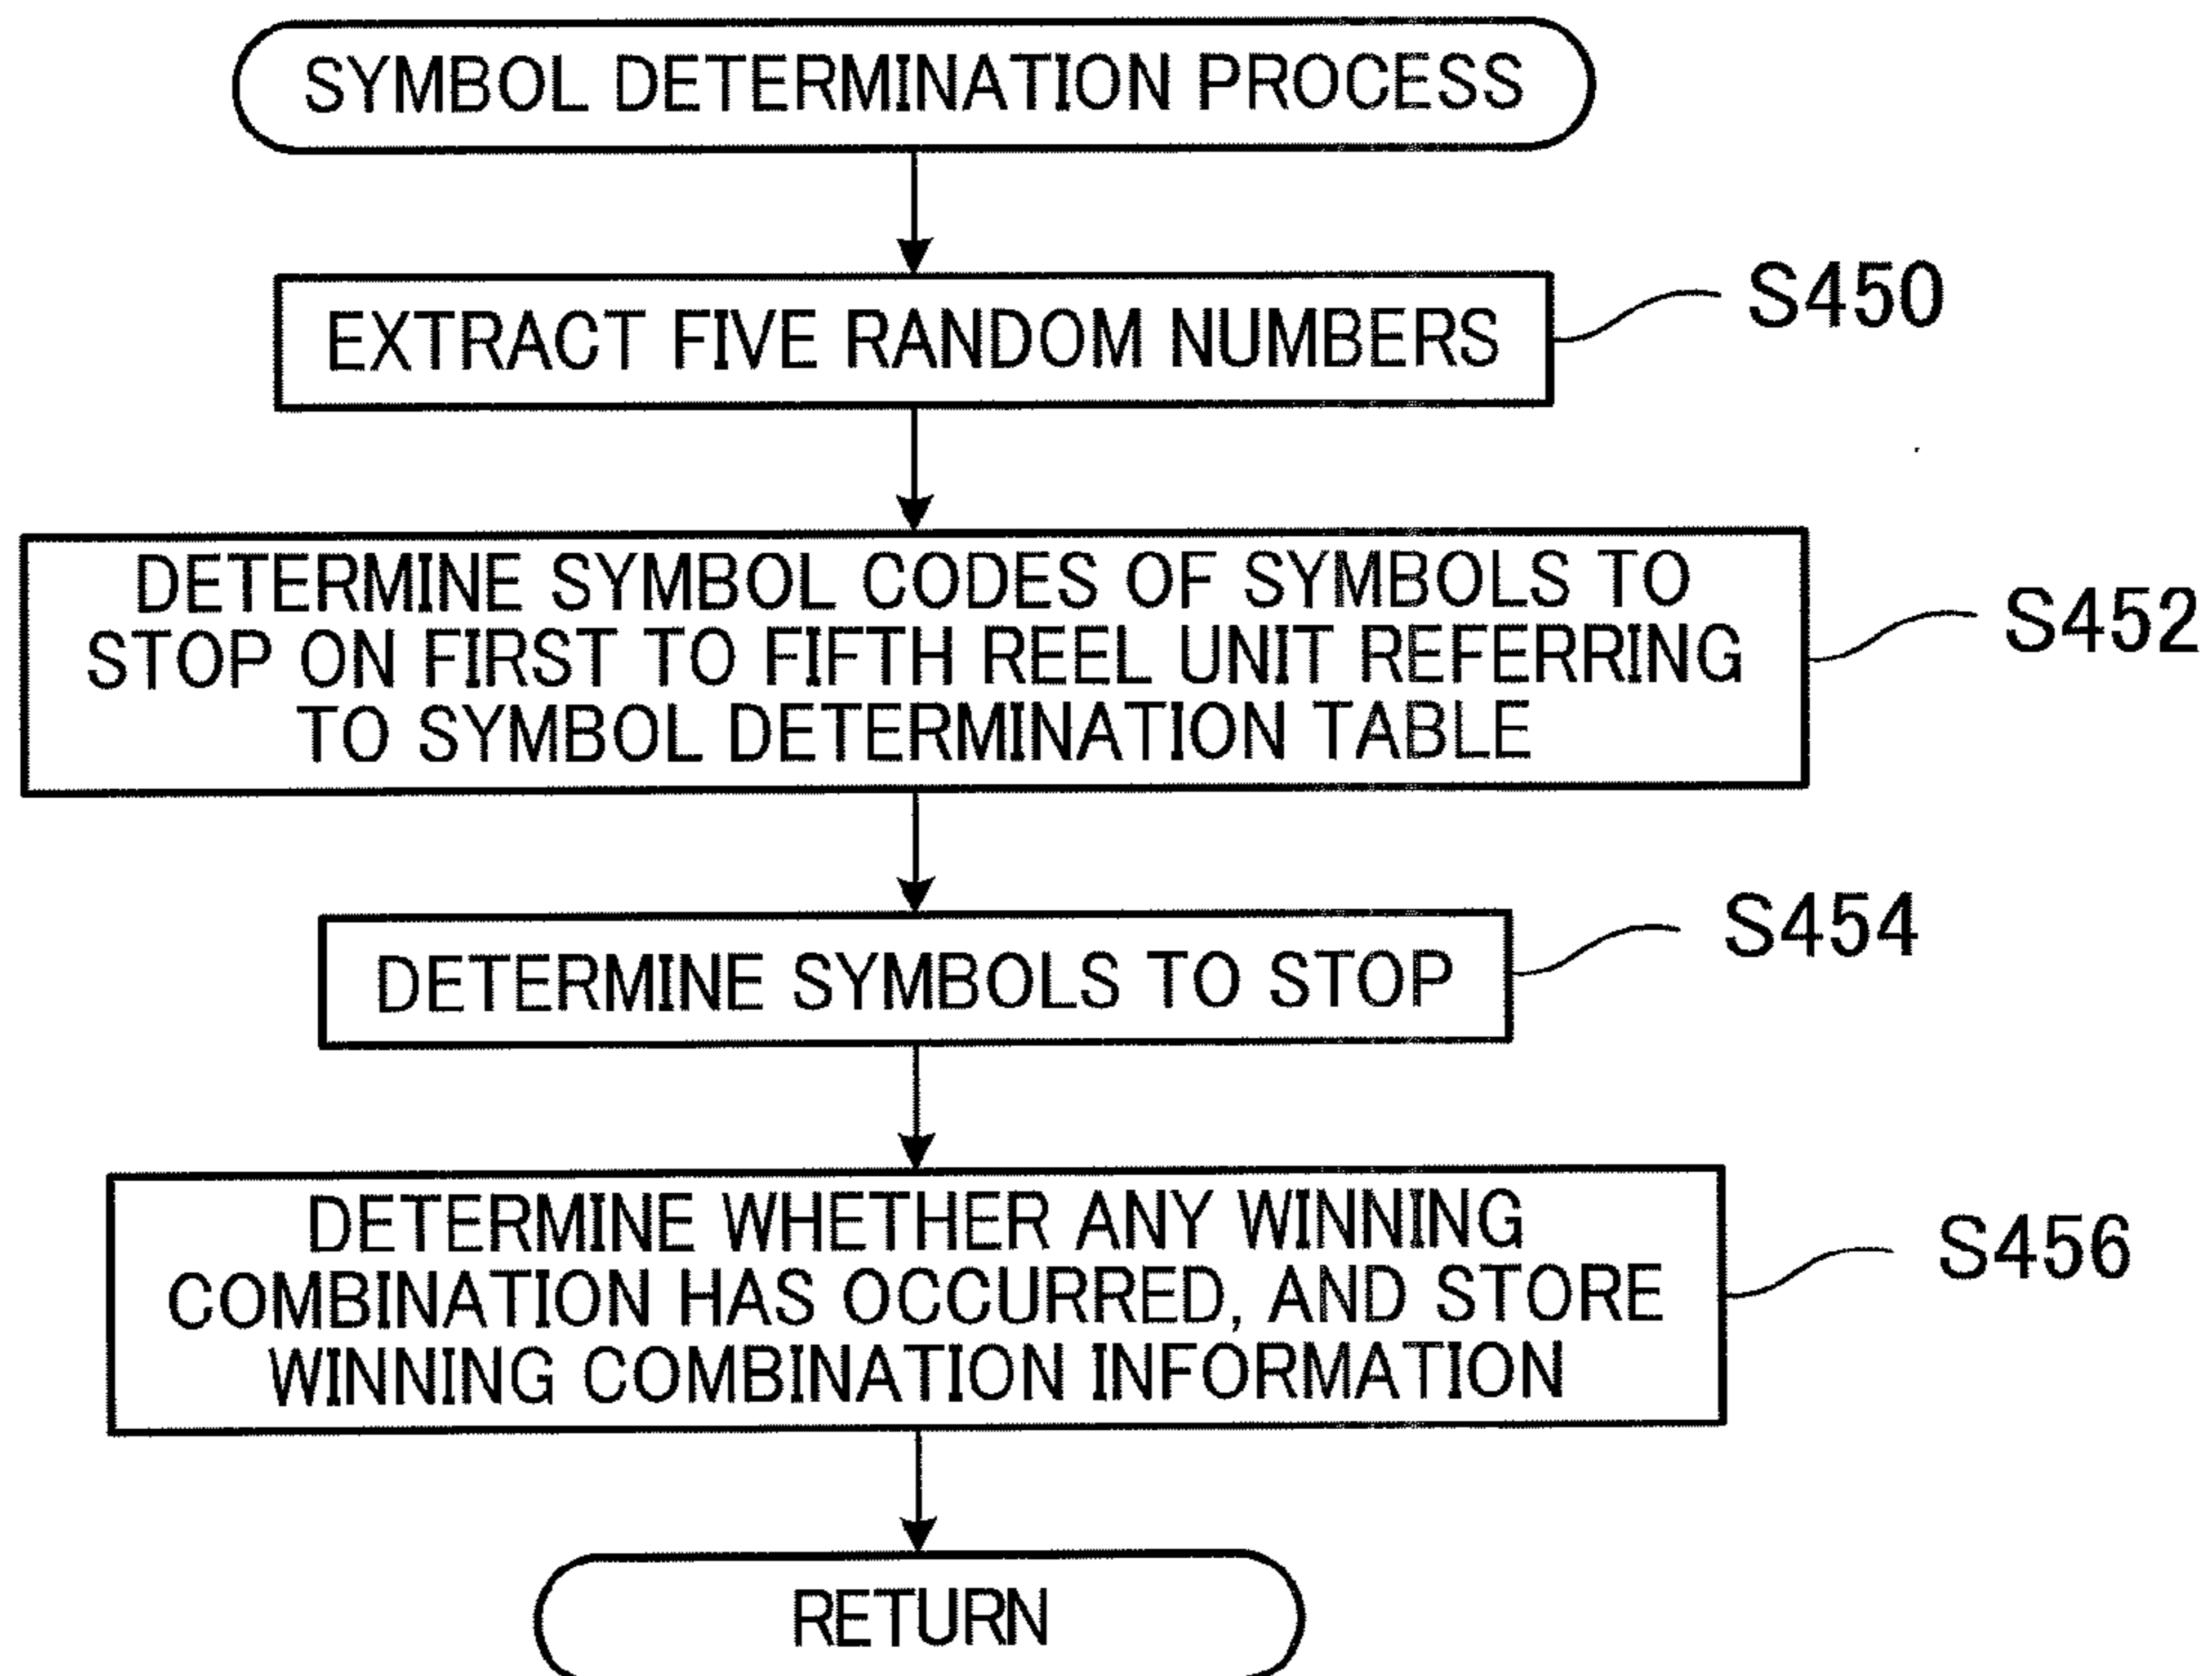 SYMBOL DETERMINATION PROCESS
EXTRACT FIVE RANDOM NUMBERS
S450
DETERMINE SYMBOL CODES OF SYMBOLS TO
STOP ON FIRST TO FIFTH REEL UNIT REFERRING
TO SYMBOL DETERMINATION TABLE
S452
DETERMINE SYMBOLS TO STOP
S454
DETERMINE WHETHER ANY WINNING
COMBINATION HAS OCCURRED, AND STORE
WINNING COMBINATION INFORMATION
S456
RETURN